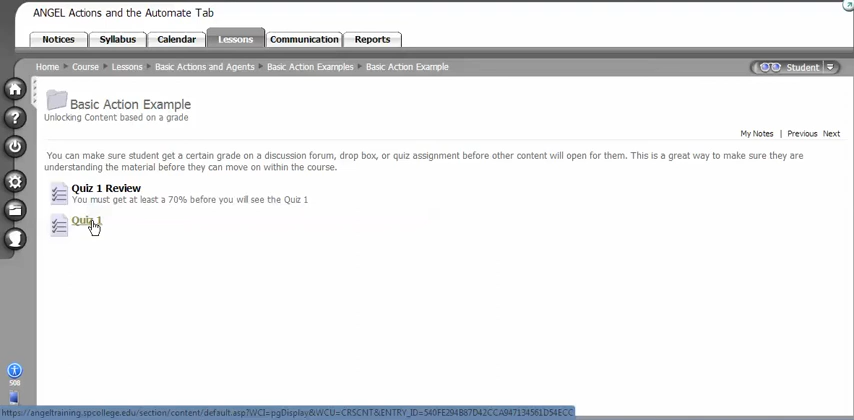 ANGEL Actions and the Automate Tab
Notices Syllabus Calendar Lessons Communication Reports
Home Course Lessons Basic Actions and Agents Basic Action Examples Basic Action Example Student
Basic Action Example
Unlocking Content based on a grade
My Notes | Previous Next
You can make sure student get a certain grade on a discussion forum, drop box, or quiz assignment before other content will open for them. This is a great way to make sure they are
understanding the material before they can move on within the course.
Quiz 1 Review
You must get at least a 70% before you will see the Quiz 1
Quiz 1
508
https://angeltraining.spcollege.edu/section/content/default.asp?WCI=pgDisplay&WCU=CRSCNT&ENTRY_ID=540FE294B87D42CCA947134561D54ECC